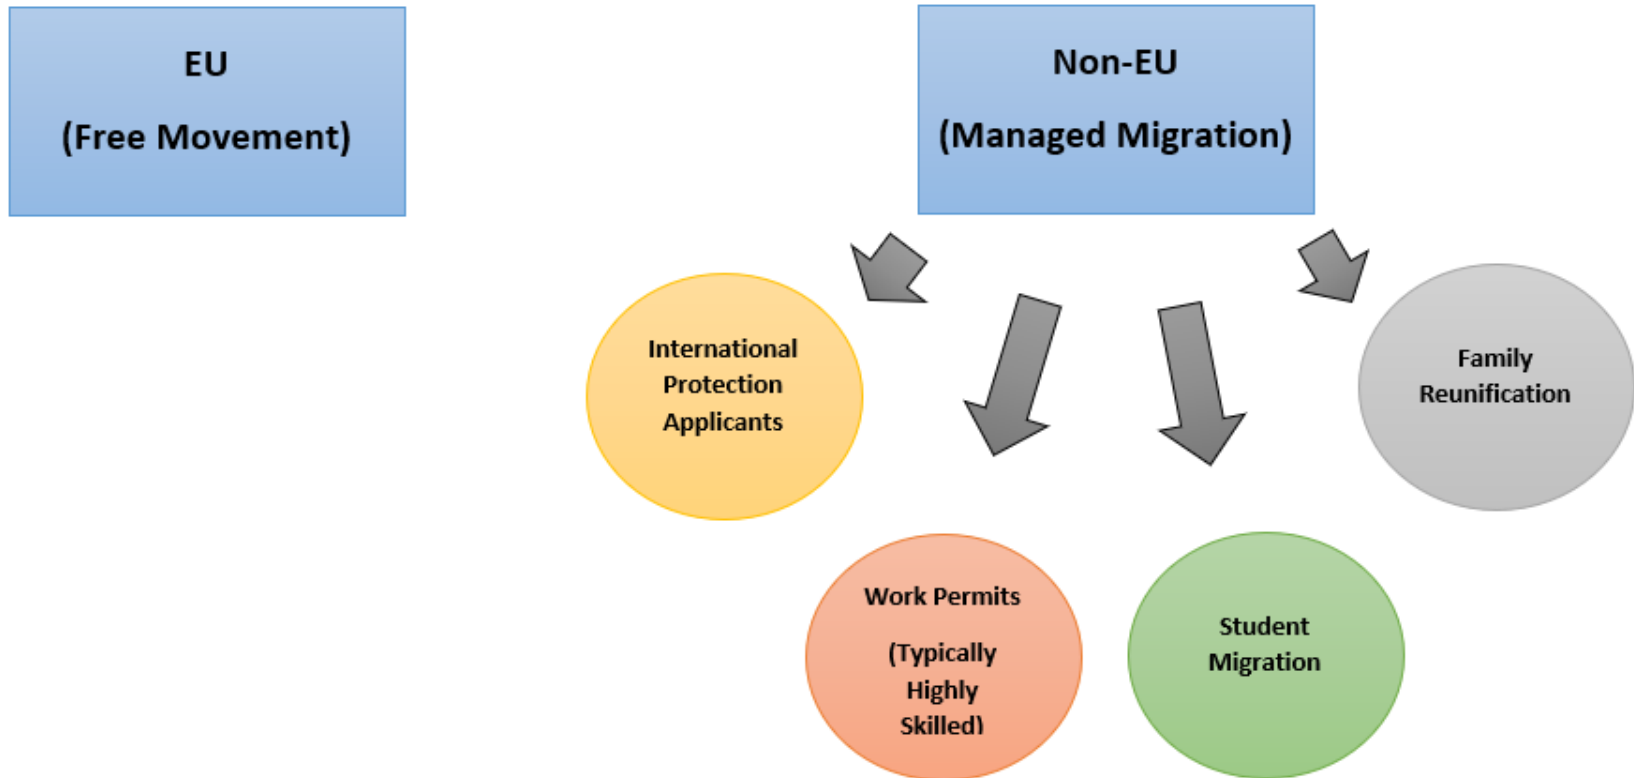 EU
(Free Movement)
Non-EU
(Managed Migration)
International
Protection
Applicants
Family
Reunification
Work Permits
(Typically
Highly
Skilled)
Student
Migration